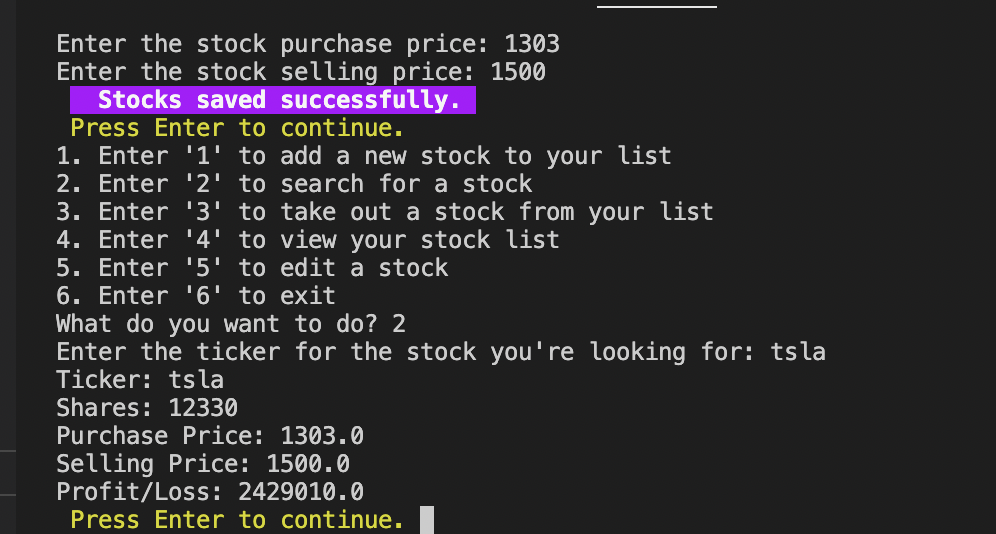 Enter the stock purchase price: 1303
Enter the stock selling price: 1500
Stocks saved successfully.
Press Enter to continue.
1. Enter '1' to add a new stock to your list
2. Enter '2' to search for a stock
3. Enter '3' to take out a stock from your list
4. Enter '4' to view your stock list
5. Enter '5' to edit a stock
6. Enter '6' to exit
What do you want to do? 2
Enter the ticker for the stock you're looking for: tsla
Ticker: tsla
Shares: 12330
Purchase Price: 1303.0
Selling Price: 1500.0
Profit/Loss: 2429010.0
Press Enter to continue.